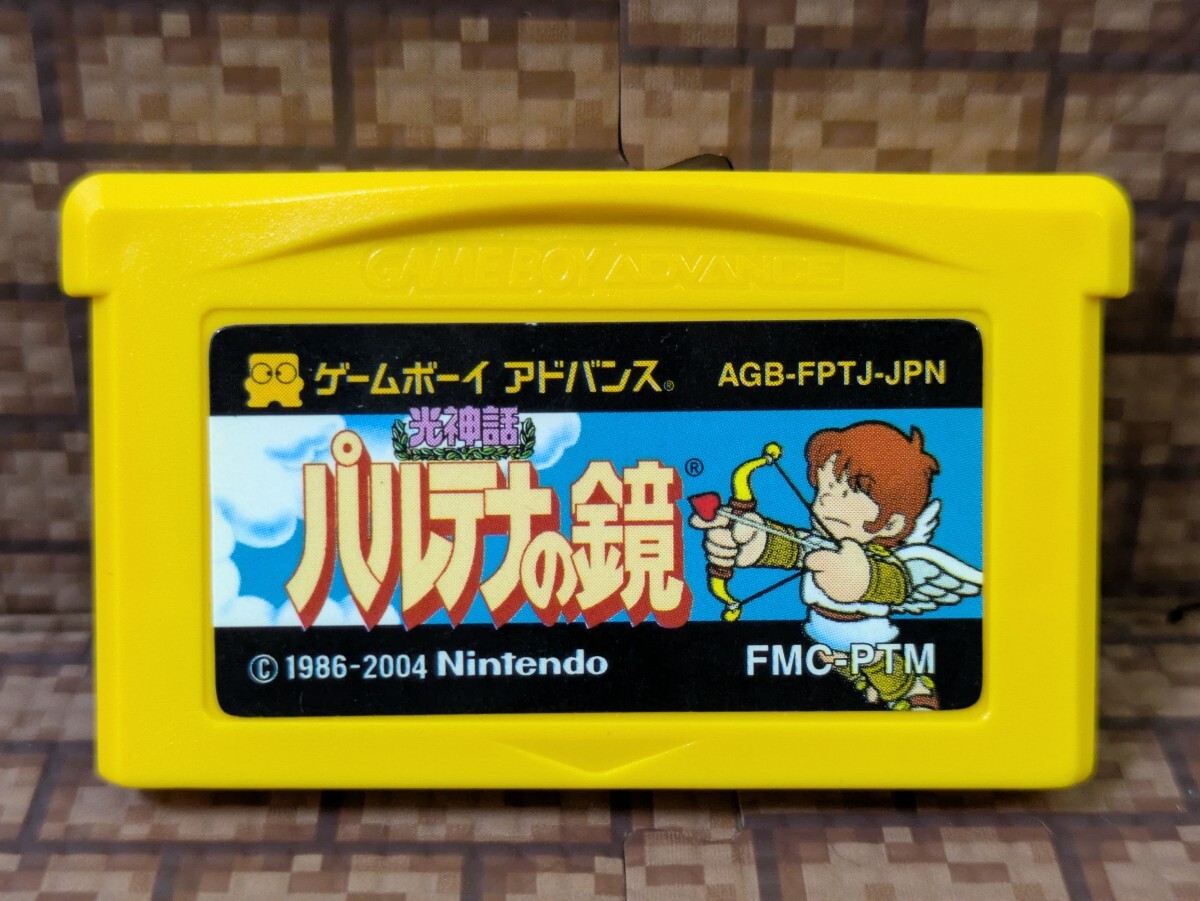 GAME BOY ADVANCE
ゲームボーイ アドバンス® AGB-FPTJ-JPN
光神話
パルテナの鏡®
© 1986-2004 Nintendo FMC-PTM